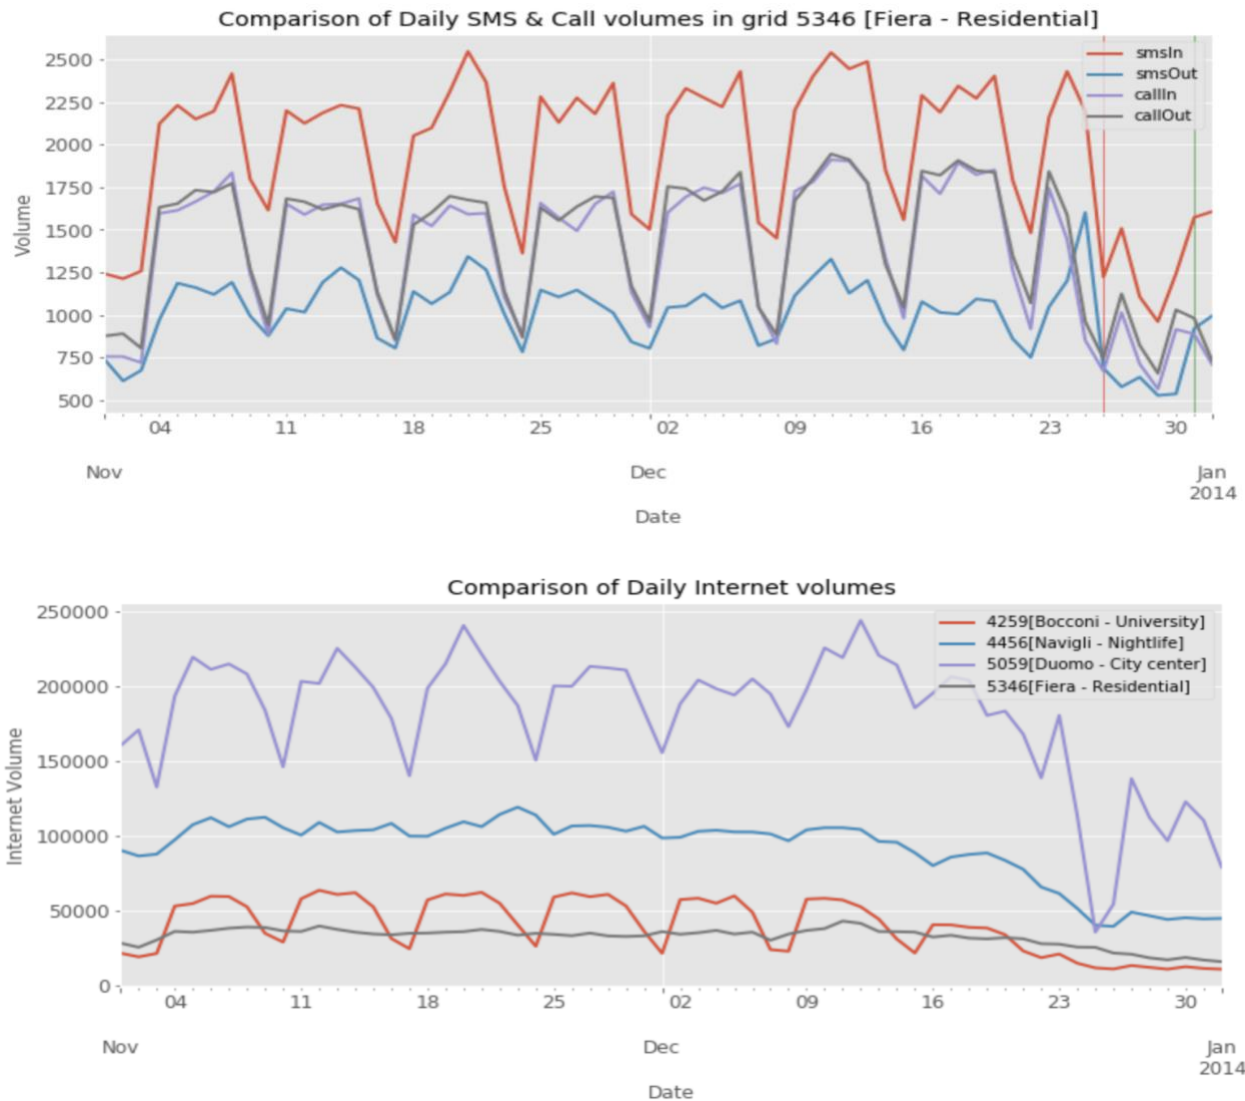 Comparison of Daily SMS & Call volumes in grid 5346 [Fiera - Residential]
2500
2250
2000
1750
1500
1250
1000
750
500
Volume
smsIn
smsOut
callIn
callOut
04 11 18 25 02 09 16 23 30
Nov Dec Jan
2014
Date
Comparison of Daily Internet volumes
250000
200000
150000
100000
50000
0
Internet Volume
4259[Bocconi - University]
4456[Navigli - Nightlife]
5059[Duomo - City center]
5346[Fiera - Residential]
04 11 18 25 02 09 16 23 30
Nov Dec Jan
2014
Date